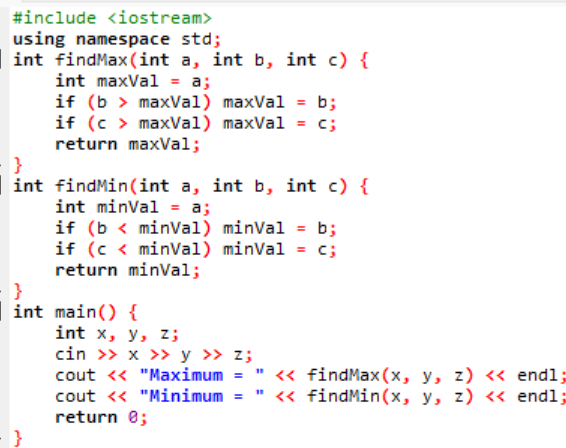 #include <iostream>
using namespace std;
int findMax(int a, int b, int c) {
    int maxVal = a;
    if (b > maxVal) maxVal = b;
    if (c > maxVal) maxVal = c;
    return maxVal;
}
int findMin(int a, int b, int c) {
    int minVal = a;
    if (b < minVal) minVal = b;
    if (c < minVal) minVal = c;
    return minVal;
}
int main() {
    int x, y, z;
    cin >> x >> y >> z;
    cout << "Maximum = " << findMax(x, y, z) << endl;
    cout << "Minimum = " << findMin(x, y, z) << endl;
    return 0;
}